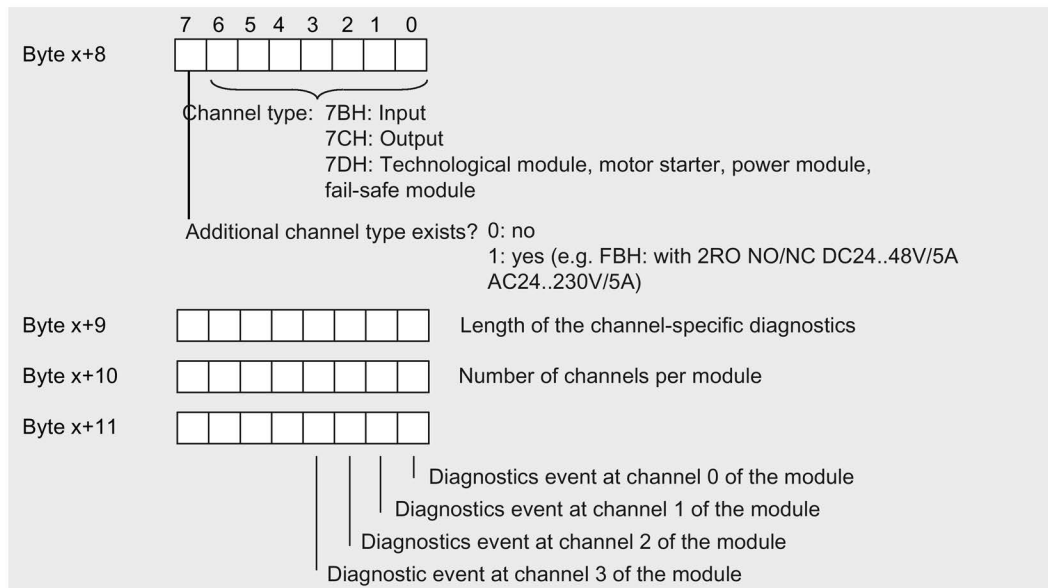 7 6 5 4 3 2 1 0
Byte x+8
Channel type: 7BH: Input
7CH: Output
7DH: Technological module, motor starter, power module,
fail-safe module
Additional channel type exists? 0: no
1: yes (e.g. FBH: with 2RO NO/NC DC24..48V/5A
AC24..230V/5A)
Byte x+9 Length of the channel-specific diagnostics
Byte x+10 Number of channels per module
Byte x+11
Diagnostics event at channel 0 of the module
Diagnostics event at channel 1 of the module
Diagnostics event at channel 2 of the module
Diagnostic event at channel 3 of the module